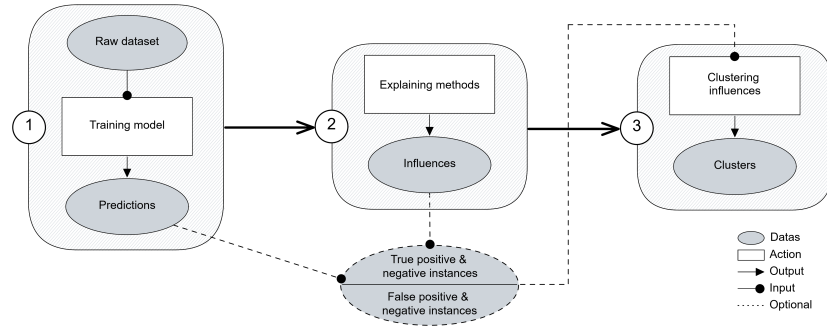 1
Raw dataset
Training model
Predictions
2
Explaining methods
Influences
3
Clustering
influences
Clusters
True positive &
negative instances
False positive &
negative instances
Datas
Action
Output
Input
Optional